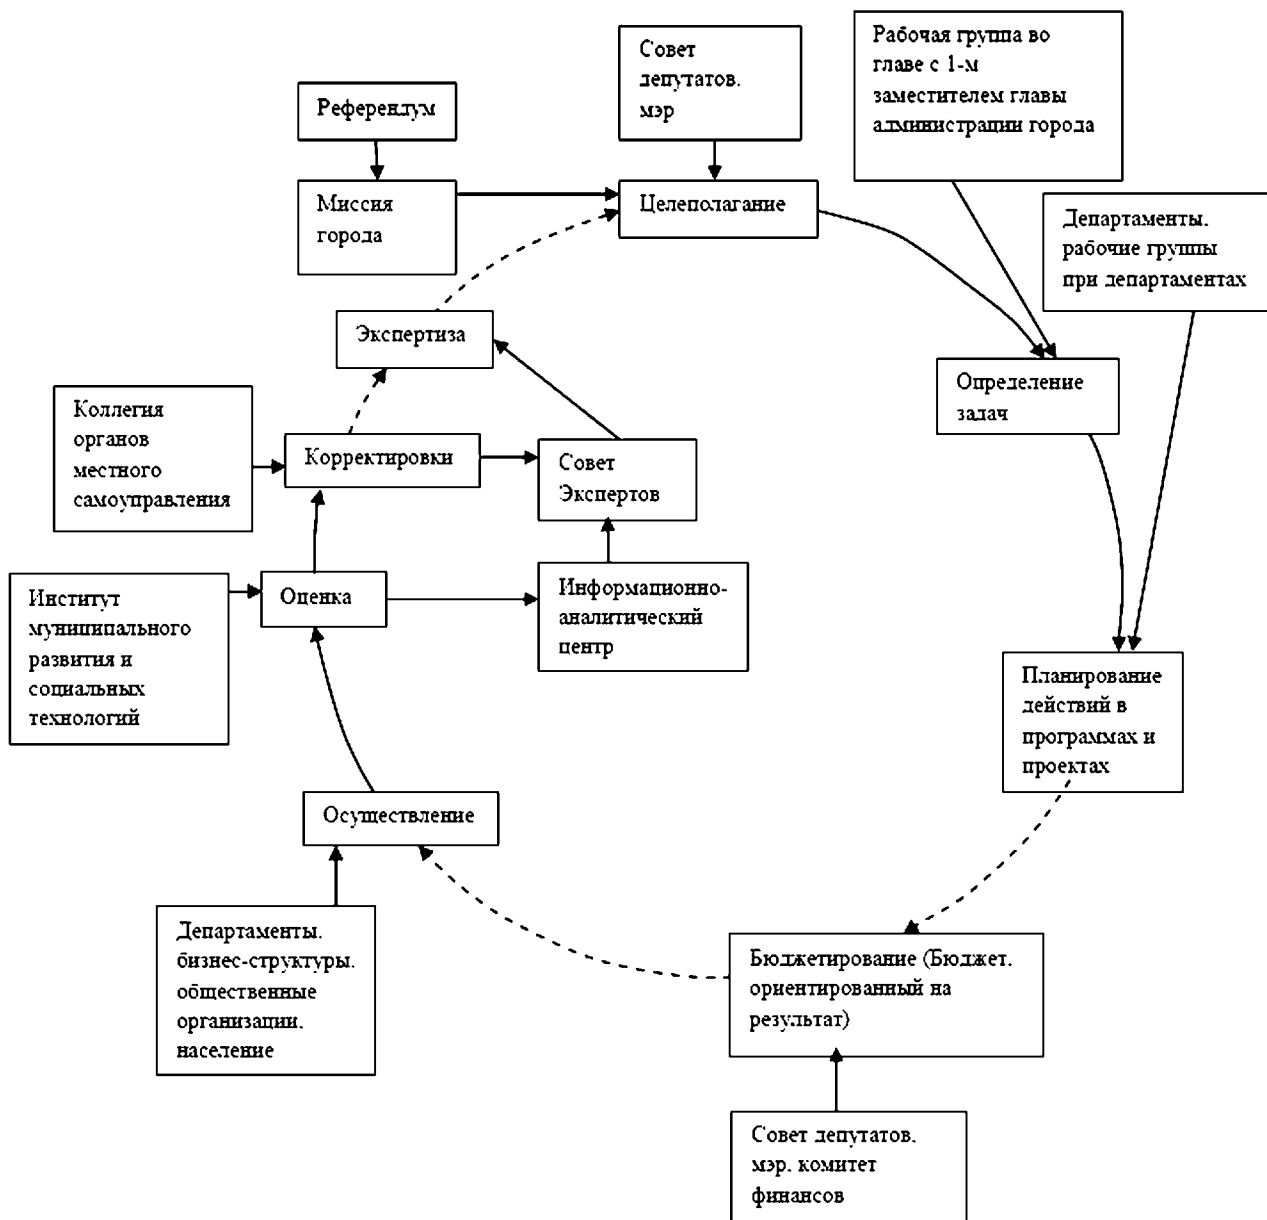 Совет
депутатов,
мэр
Рабочая группа во
главе с 1-м
заместителем главы
администрации города
Референдум
Миссия
города
Целеполагание
Департаменты,
рабочие группы
при департаментах
Экспертиза
Определение
задач
Коллегия
органов
местного
самоуправления
Корректировки
Совет
Экспертов
Институт
муниципального
развития и
социальных
технологий
Оценка
Информационно-
аналитический
центр
Планирование
действий в
программах и
проектах
Осуществление
Департаменты,
бизнес-структуры,
общественные
организации,
население
Бюджетирование (Бюджет,
ориентированный на
результат)
Совет депутатов,
мэр, комитет
финансов